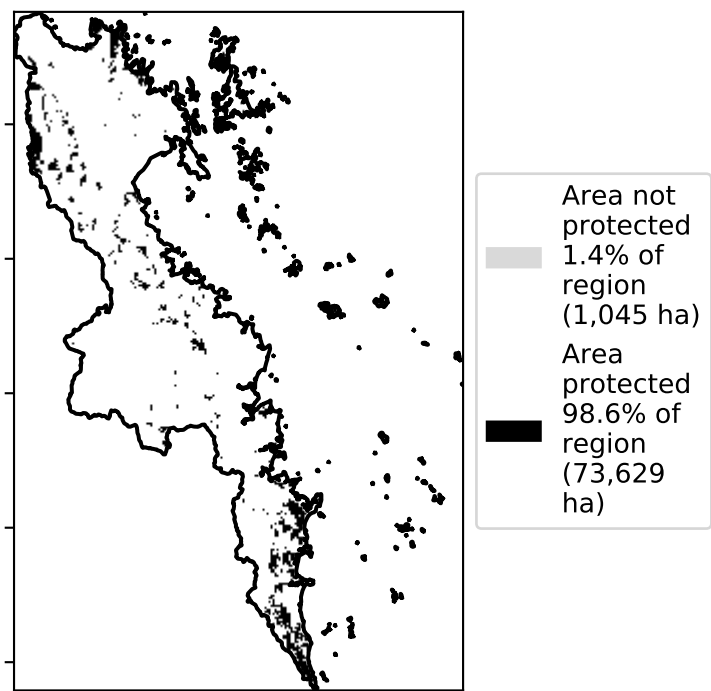 Area not
protected
1.4% of
region
(1,045 ha)
Area
protected
98.6% of
region
(73,629
ha)